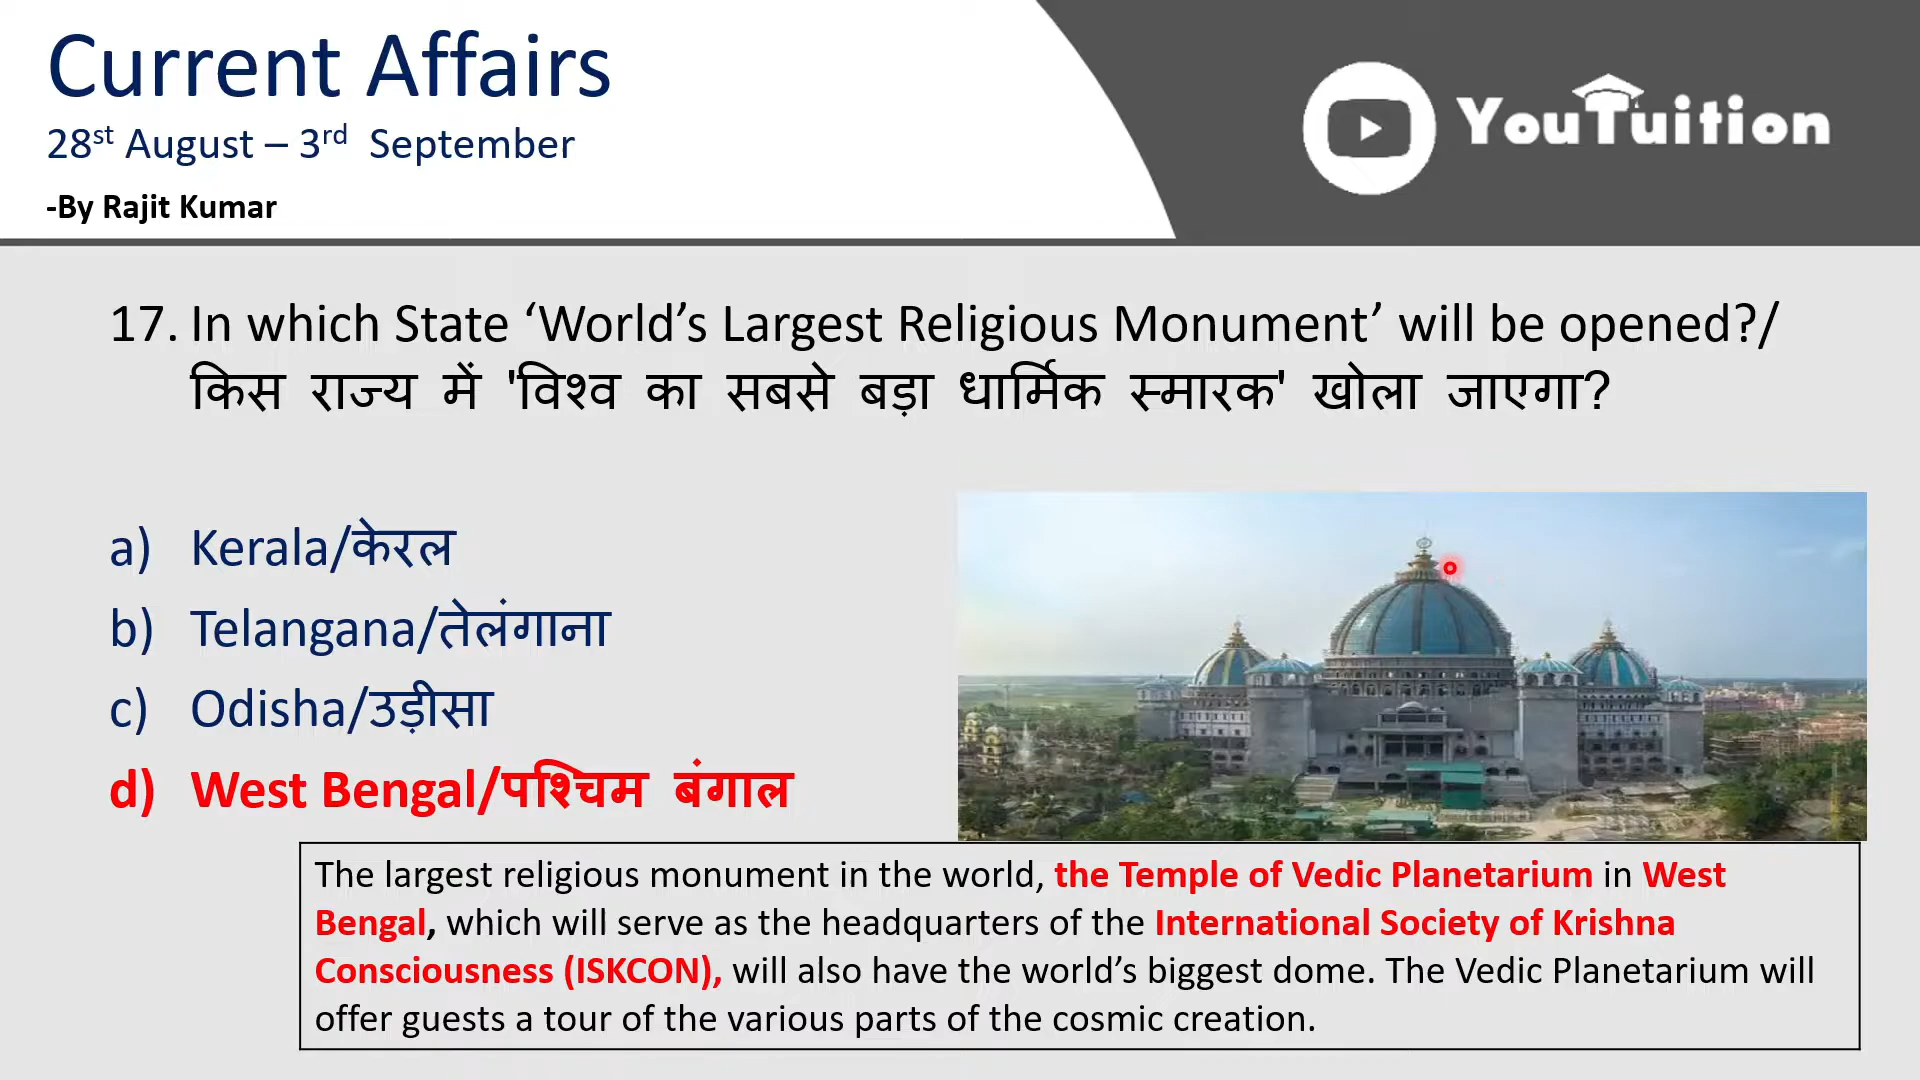 Current Affairs
28st August – 3rd September
-By Rajit Kumar
YouTuition
17. In which State ‘World’s Largest Religious Monument’ will be opened?/
किस राज्य में 'विश्व का सबसे बड़ा धार्मिक स्मारक' खोला जाएगा?
a) Kerala/केरल
b) Telangana/तेलंगाना
c) Odisha/उड़ीसा
d) West Bengal/पश्चिम बंगाल
The largest religious monument in the world, the Temple of Vedic Planetarium in West
Bengal, which will serve as the headquarters of the International Society of Krishna
Consciousness (ISKCON), will also have the world’s biggest dome. The Vedic Planetarium will
offer guests a tour of the various parts of the cosmic creation.